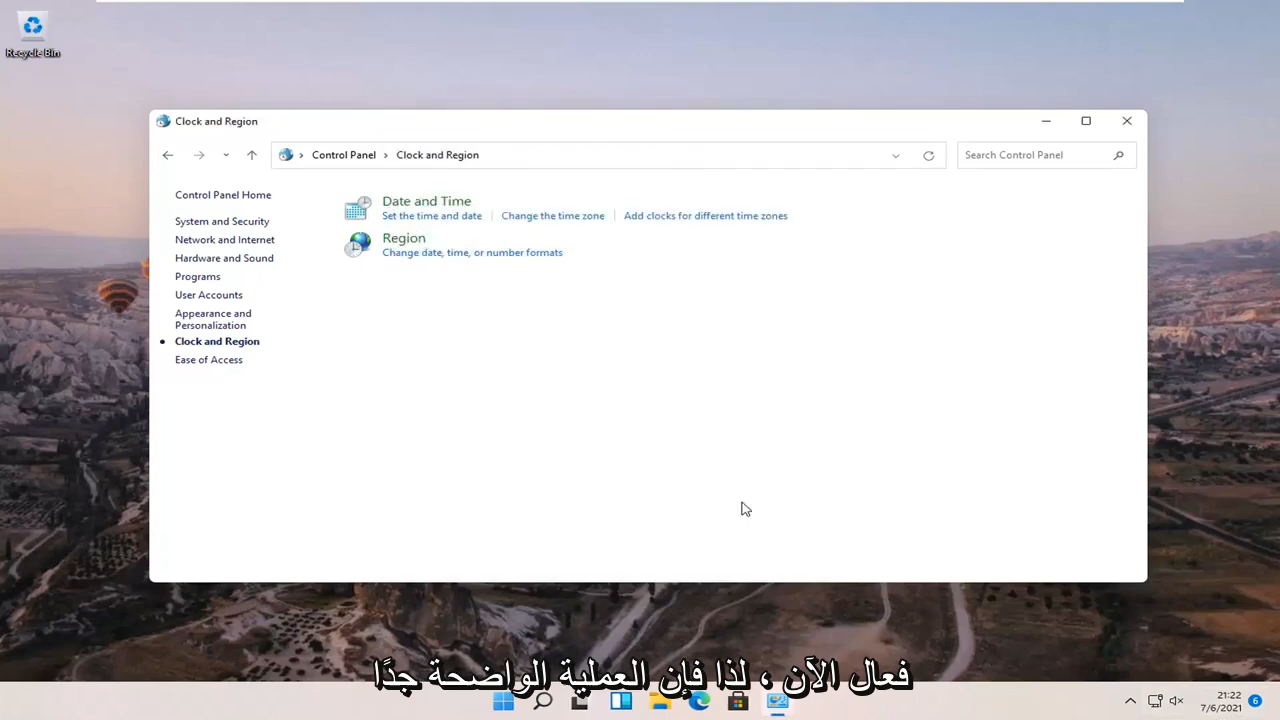 Recycle Bin
Clock and Region
Control Panel › Clock and Region
Search Control Panel
Control Panel Home
System and Security
Network and Internet
Hardware and Sound
Programs
User Accounts
Appearance and
Personalization
Clock and Region
Ease of Access
Date and Time
Set the time and date
Change the time zone
Add clocks for different time zones
Region
Change date, time, or number formats
فعال الآن ، لذا فإن العملية الواضحة جدًا
21:22
7/6/2021
6